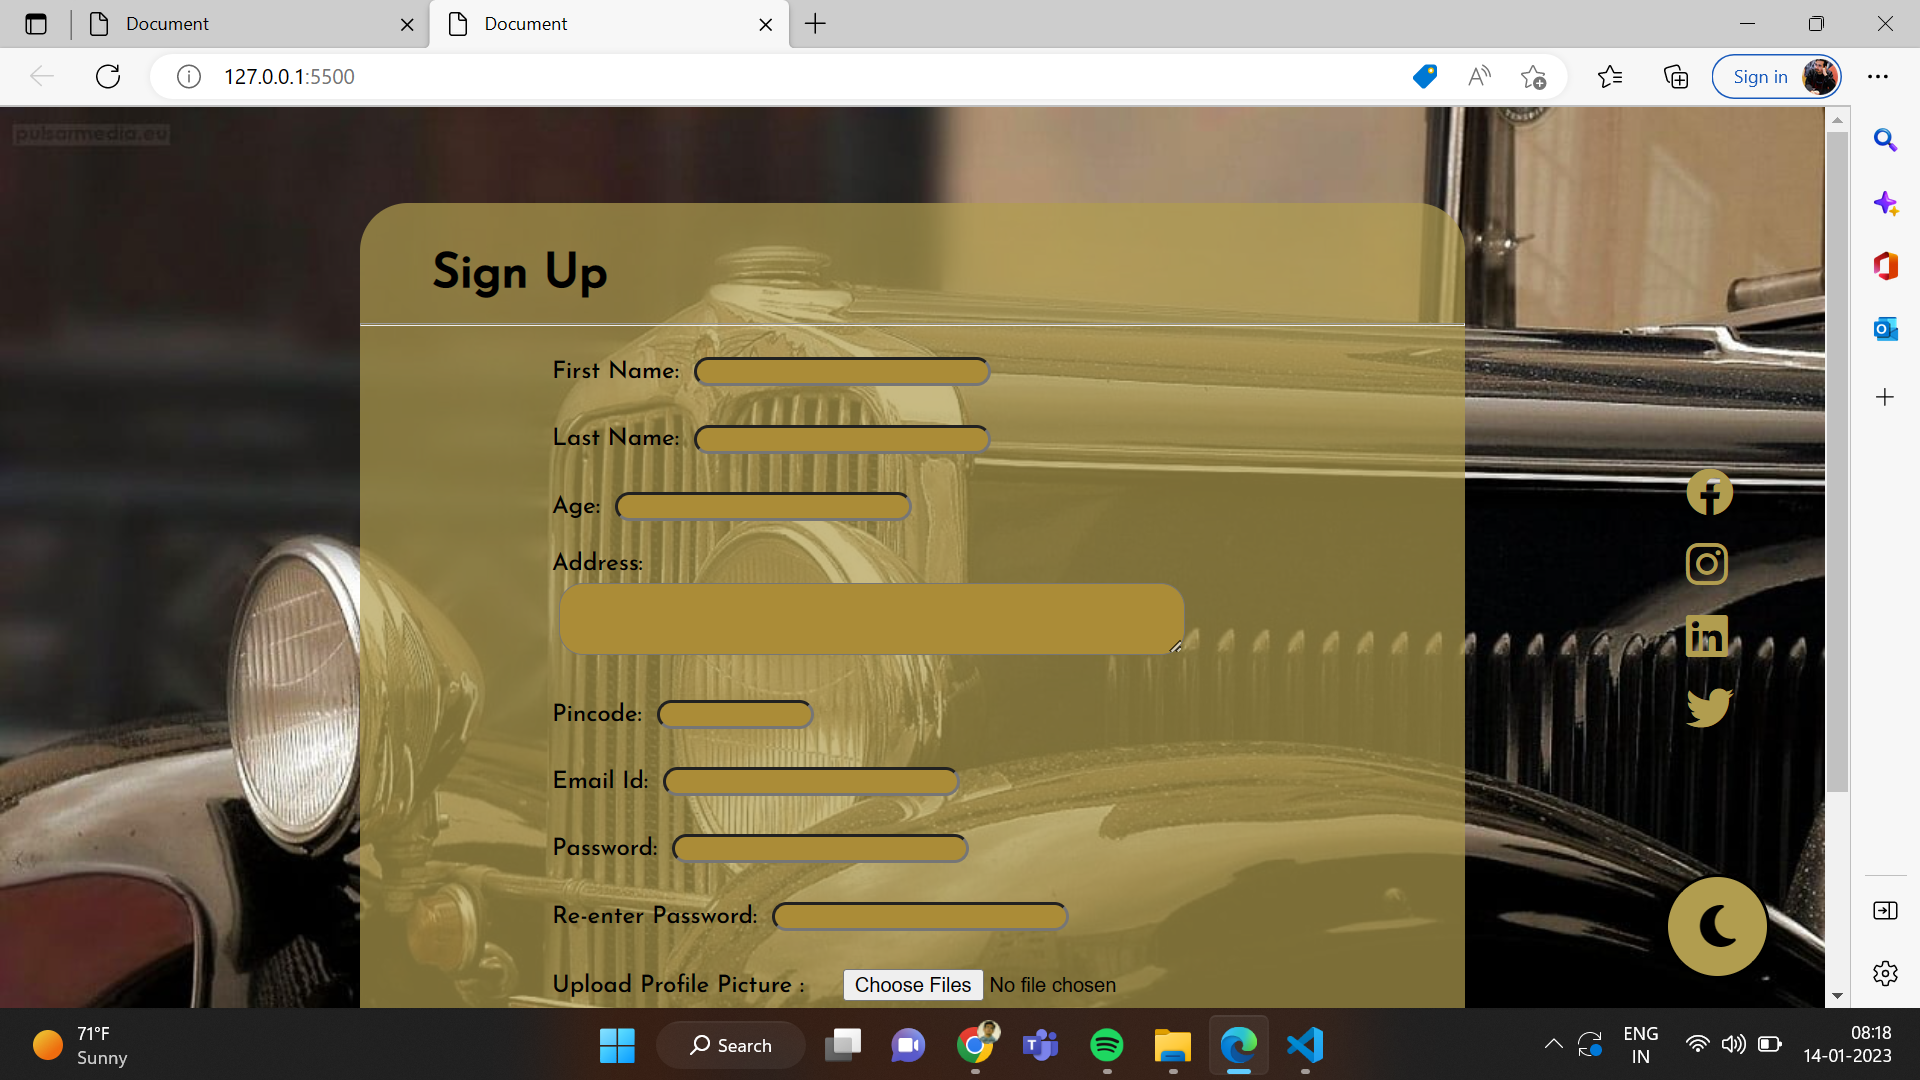 Document
Document
127.0.0.1:5500
Sign in
pulsarmedia.eu
Sign Up
First Name:
Last Name:
Age:
Address:
Pincode:
Email Id:
Password:
Re-enter Password:
Upload Profile Picture :
Choose Files No file chosen
71°F
Sunny
Search
ENG
IN
08:18
14-01-2023